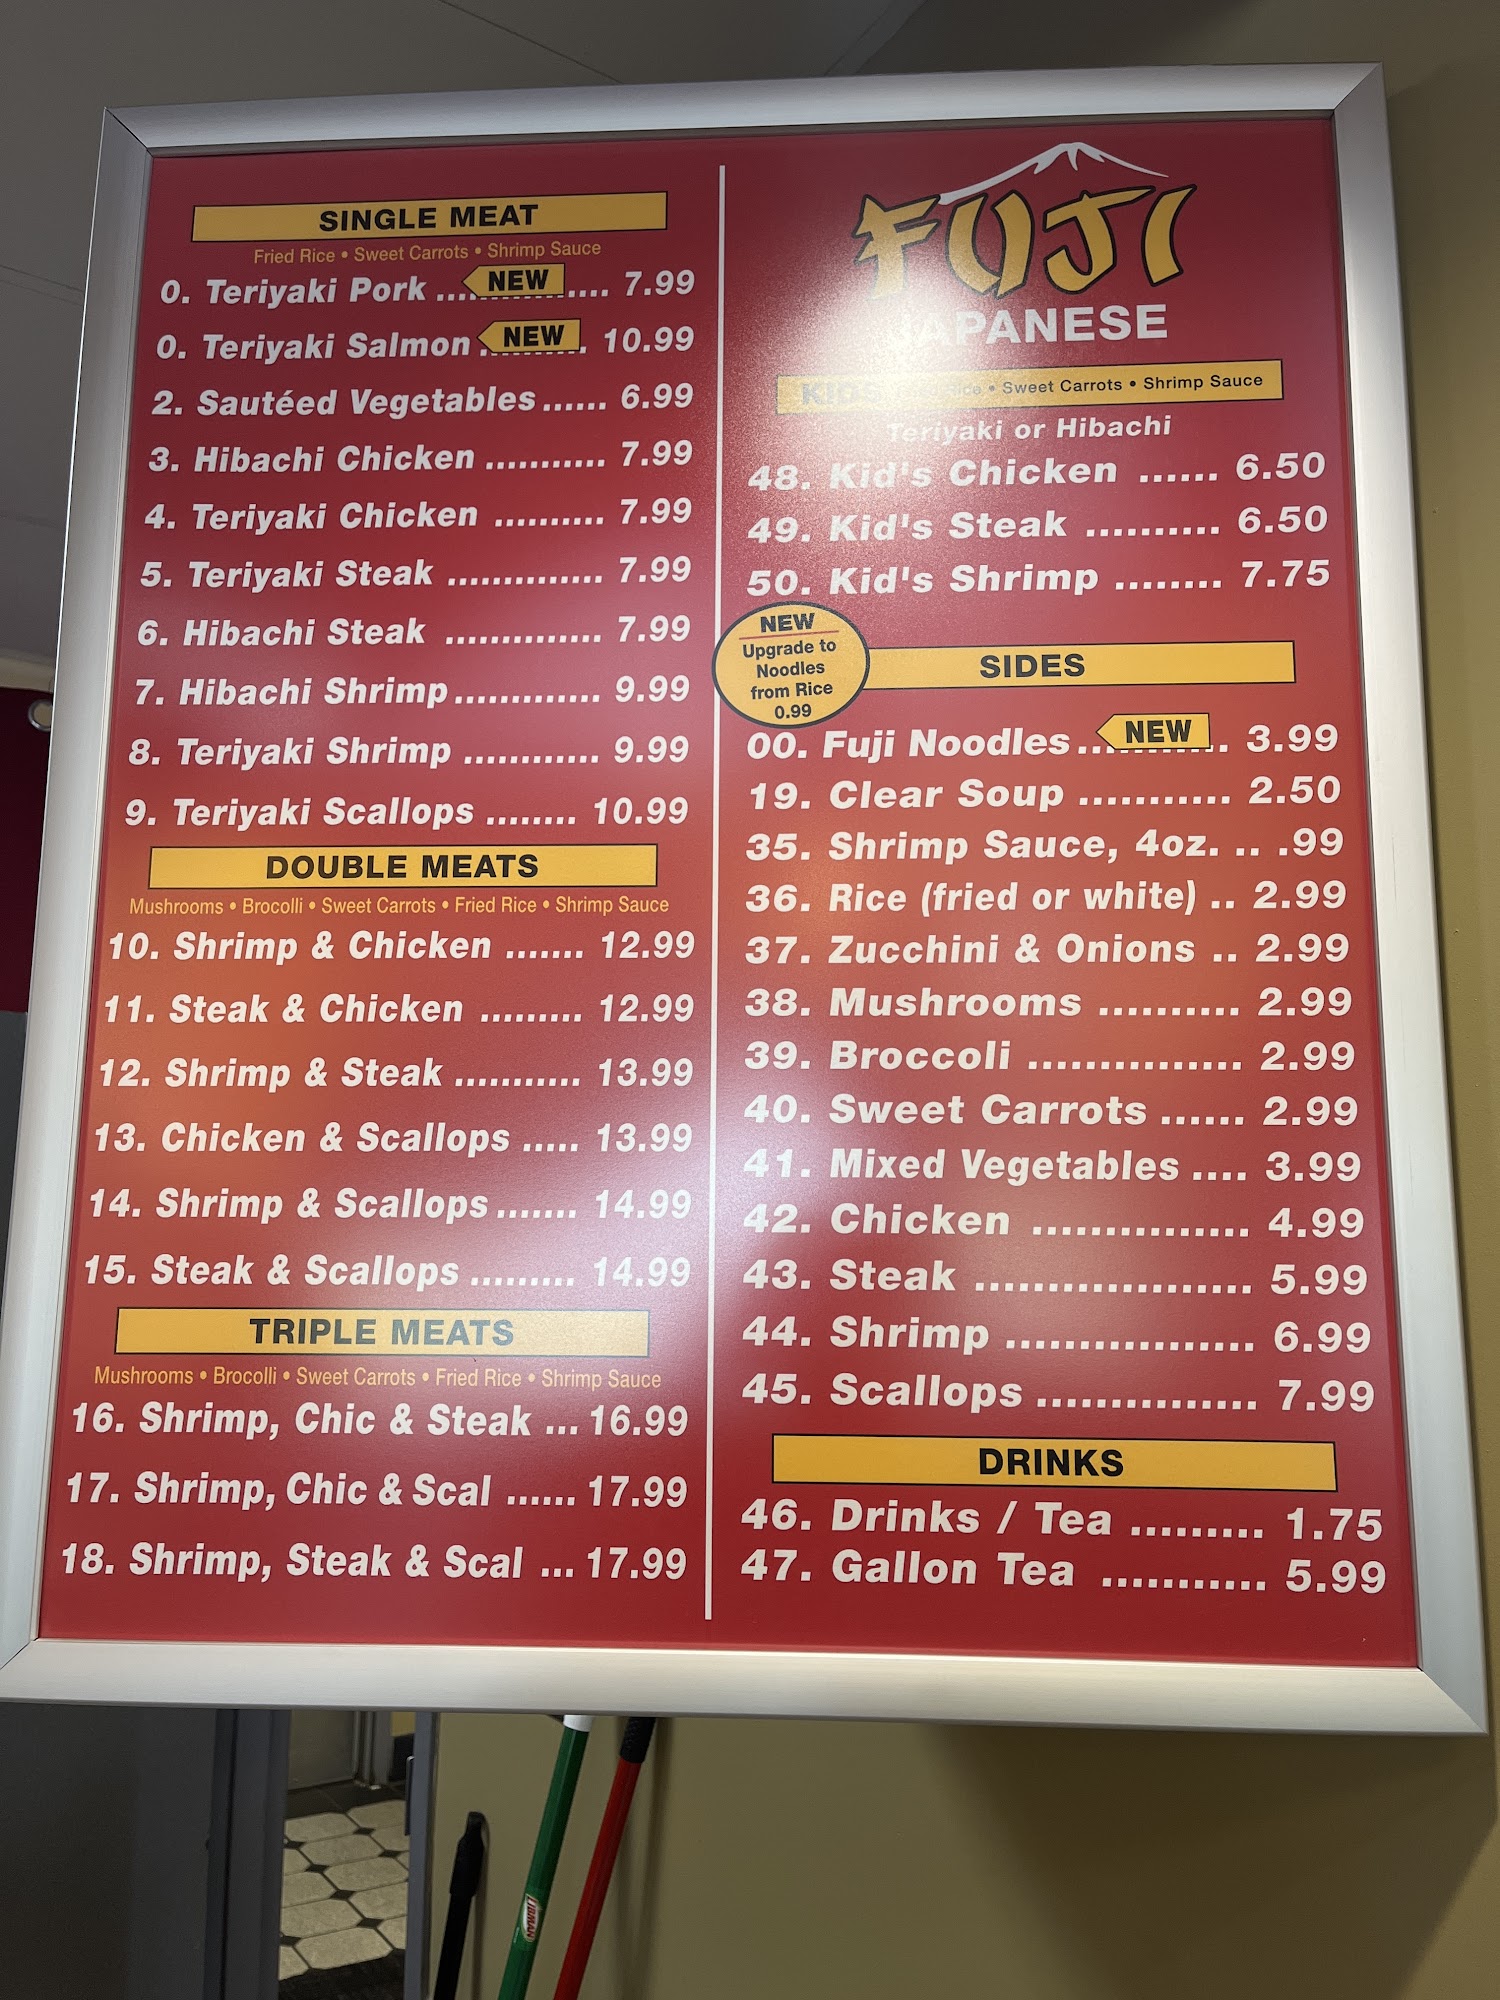 SINGLE MEAT
Fried Rice • Sweet Carrots • Shrimp Sauce
0. Teriyaki Pork .... NEW .... 7.99
0. Teriyaki Salmon . NEW . 10.99
2. Sautéed Vegetables ...... 6.99
3. Hibachi Chicken ........... 7.99
4. Teriyaki Chicken .......... 7.99
5. Teriyaki Steak .............. 7.99
6. Hibachi Steak .............. 7.99
7. Hibachi Shrimp ............. 9.99
8. Teriyaki Shrimp ............ 9.99
9. Teriyaki Scallops ........ 10.99
DOUBLE MEATS
Mushrooms • Brocolli • Sweet Carrots • Fried Rice • Shrimp Sauce
10. Shrimp & Chicken ....... 12.99
11. Steak & Chicken ......... 12.99
12. Shrimp & Steak ........... 13.99
13. Chicken & Scallops ..... 13.99
14. Shrimp & Scallops ....... 14.99
15. Steak & Scallops ......... 14.99
TRIPLE MEATS
Mushrooms • Brocolli • Sweet Carrots • Fried Rice • Shrimp Sauce
16. Shrimp, Chic & Steak ... 16.99
17. Shrimp, Chic & Scal ...... 17.99
18. Shrimp, Steak & Scal ... 17.99
FUJI
JAPANESE
KIDS Rice • Sweet Carrots • Shrimp Sauce
Teriyaki or Hibachi
48. Kid's Chicken ...... 6.50
49. Kid's Steak .......... 6.50
50. Kid's Shrimp ........ 7.75
NEW
Upgrade to
Noodles
from Rice
0.99
SIDES
00. Fuji Noodles .. NEW . 3.99
19. Clear Soup ........... 2.50
35. Shrimp Sauce, 4oz. .. .99
36. Rice (fried or white) .. 2.99
37. Zucchini & Onions .. 2.99
38. Mushrooms .......... 2.99
39. Broccoli ............... 2.99
40. Sweet Carrots ...... 2.99
41. Mixed Vegetables .... 3.99
42. Chicken ............... 4.99
43. Steak ................... 5.99
44. Shrimp ................. 6.99
45. Scallops ............... 7.99
DRINKS
46. Drinks / Tea ......... 1.75
47. Gallon Tea ........... 5.99
LIBMAN